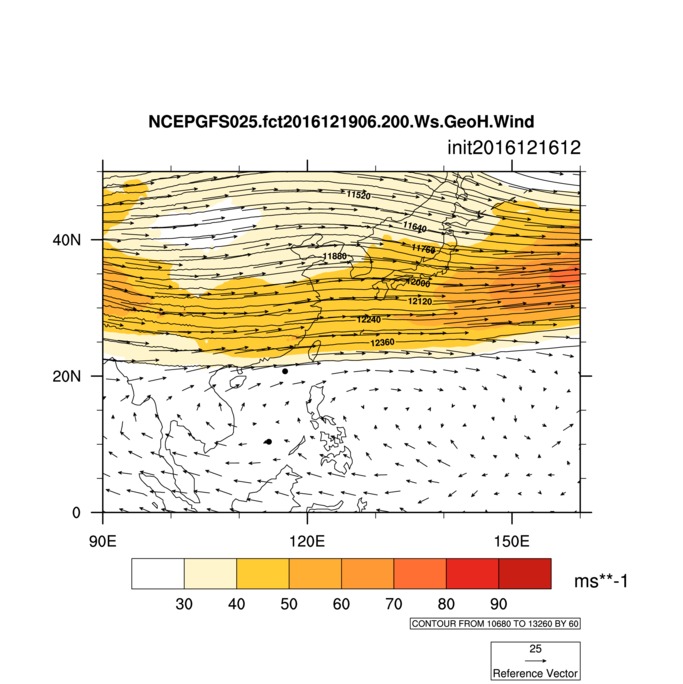 NCEPGFS025.fct2016121906.200.Ws.GeoH.Wind
init2016121612
11520
11640
40N
11760
11880
12000
12120
12240
12360
20N
0
90E 120E 150E
30 40 50 60 70 80 90
ms**-1
CONTOUR FROM 10680 TO 13260 BY 60
25
Reference Vector